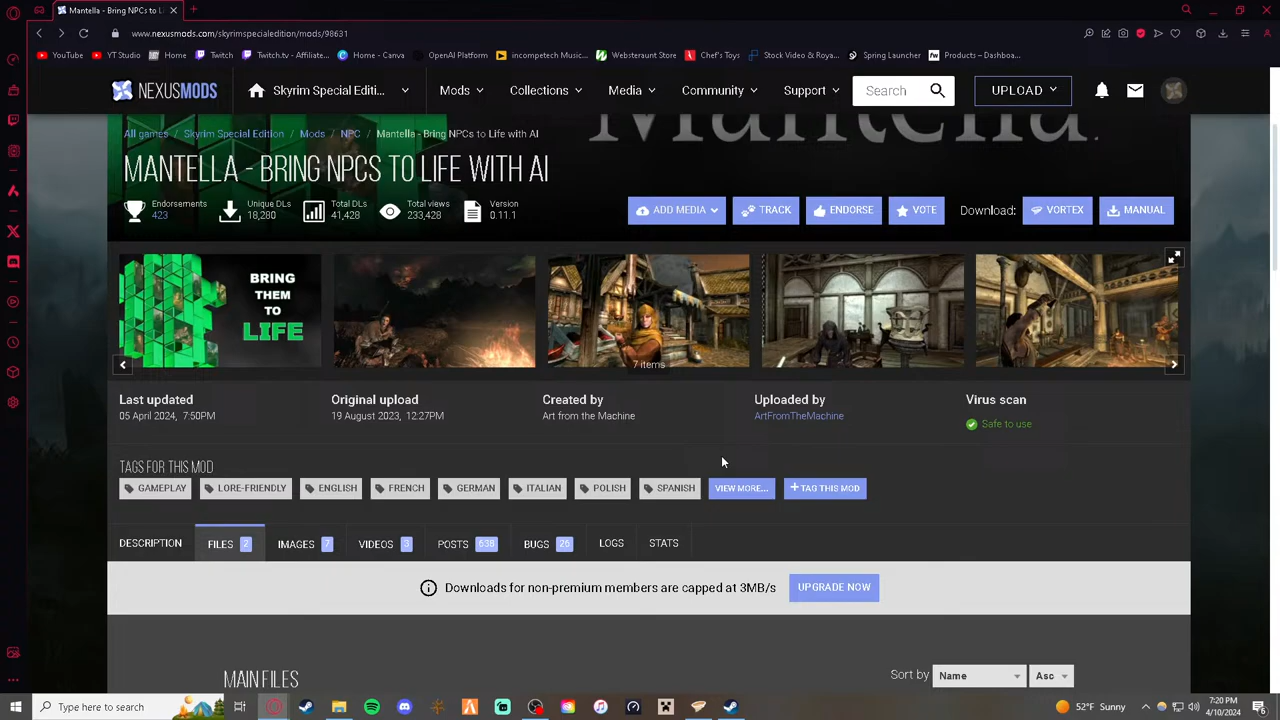 Mantella - Bring NPCs to Li
www.nexusmods.com/skyrimspecialedition/mods/98631
YouTube YT Studio Home Twitch.tv Twitch.tv - Affiliate... Home - Canva OpenAI Platform incompetech Music... Websteraunt Store Chef's Toys Stock Video & Roya... Spring Launcher Products – Dashboa...
NEXUSMODS Skyrim Special Editi... Mods Collections Media Community Support Search UPLOAD
Mantella.
All games / Skyrim Special Edition / Mods / NPC / Mantella - Bring NPCs to Life with AI
MANTELLA - BRING NPCS TO LIFE WITH AI
Endorsements Unique DLs Total DLs Total views Version
423 18,280 41,428 233,428 0.11.1
ADD MEDIA TRACK ENDORSE VOTE Download: VORTEX MANUAL
BRING
THEM
TO
LIFE
7 items
Last updated Original upload Created by Uploaded by Virus scan
05 April 2024, 7:50PM 19 August 2023, 12:27PM Art from the Machine ArtFromTheMachine Safe to use
TAGS FOR THIS MOD
GAMEPLAY LORE-FRIENDLY ENGLISH FRENCH GERMAN ITALIAN POLISH SPANISH VIEW MORE... + TAG THIS MOD
DESCRIPTION FILES 2 IMAGES 7 VIDEOS 3 POSTS 638 BUGS 26 LOGS STATS
Downloads for non-premium members are capped at 3MB/s UPGRADE NOW
MAIN FILES Sort by Name Asc
Type here to search 52°F Sunny 7:20 PM
4/10/2024